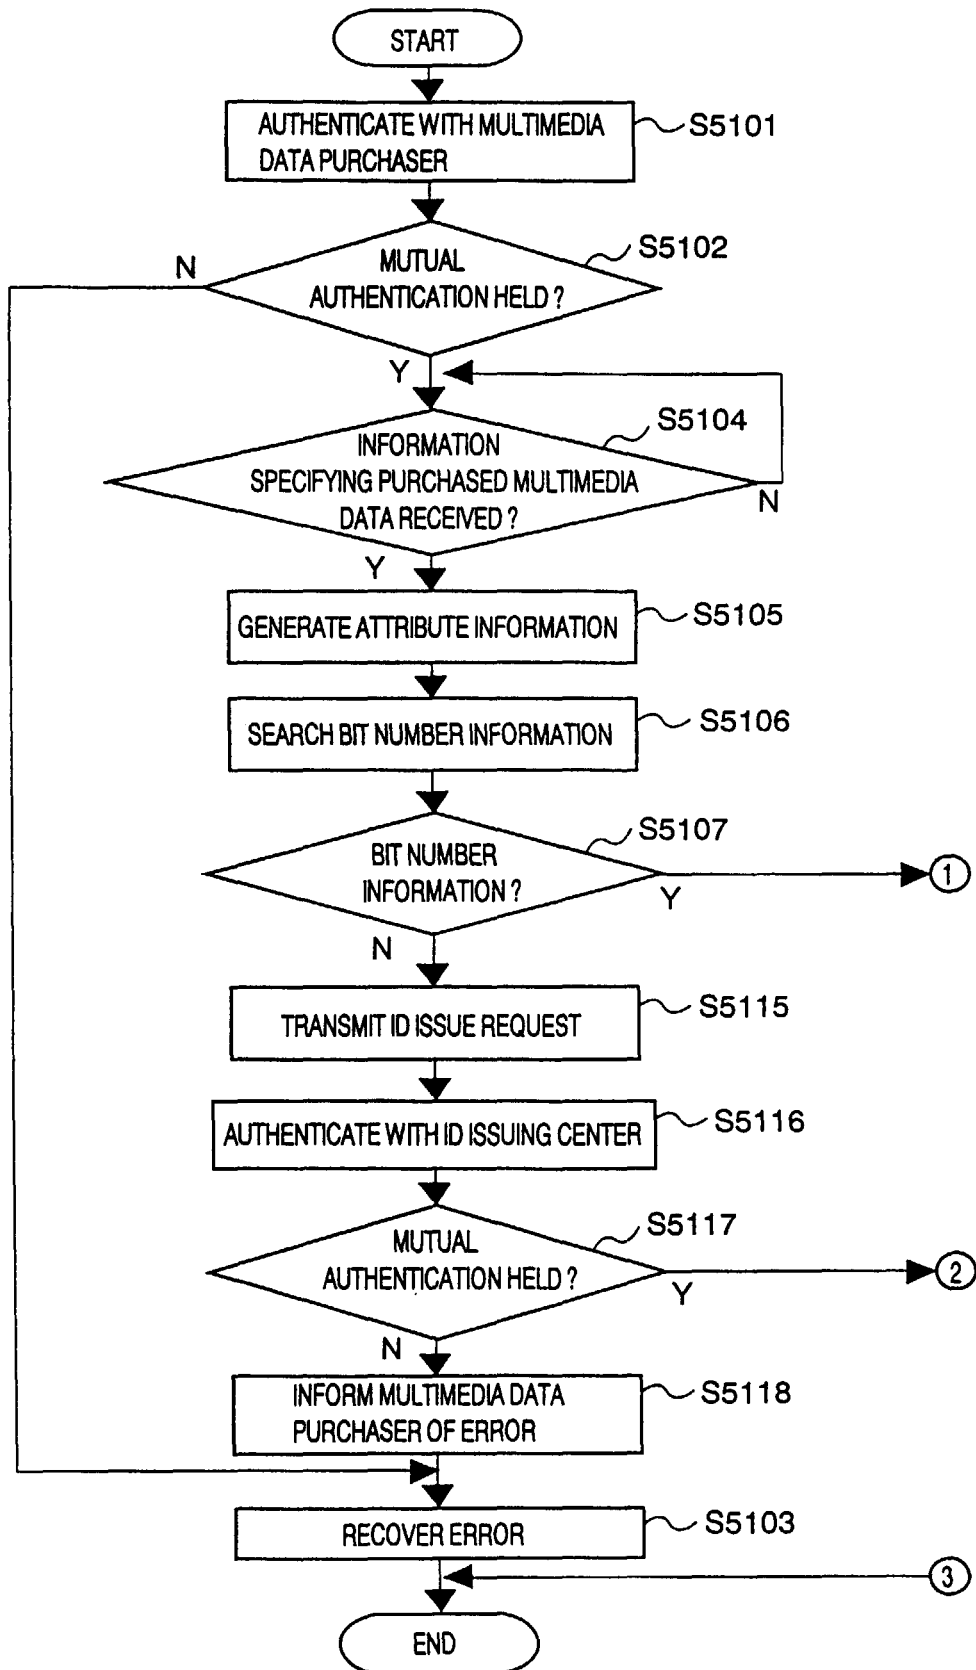 START
AUTHENTICATE WITH MULTIMEDIA
DATA PURCHASER
S5101
MUTUAL
AUTHENTICATION HELD ?
S5102
N
Y
INFORMATION
SPECIFYING PURCHASED MULTIMEDIA
DATA RECEIVED ?
S5104
N
Y
GENERATE ATTRIBUTE INFORMATION
S5105
SEARCH BIT NUMBER INFORMATION
S5106
BIT NUMBER
INFORMATION ?
S5107
Y
1
N
TRANSMIT ID ISSUE REQUEST
S5115
AUTHENTICATE WITH ID ISSUING CENTER
S5116
MUTUAL
AUTHENTICATION HELD ?
S5117
Y
2
N
INFORM MULTIMEDIA DATA
PURCHASER OF ERROR
S5118
RECOVER ERROR
S5103
3
END